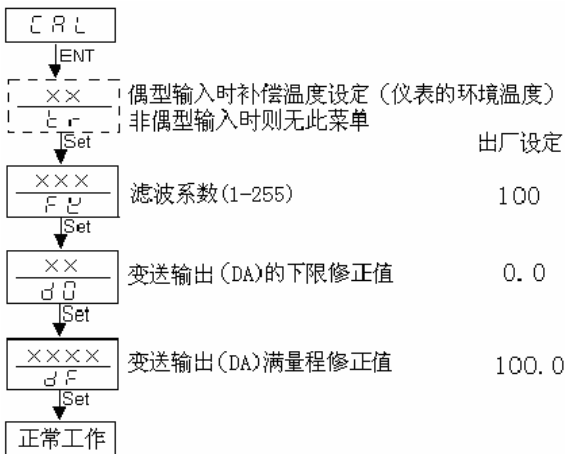 CAL
ENT
×× 偶型输入时补偿温度设定（仪表的环境温度）
tr 非偶型输入时则无此菜单
Set
出厂设定
×××
滤波系数(1-255) 100
Set
××
变送输出(DA)的下限修正值 0.0
d0
Set
××××
变送输出(DA)满量程修正值 100.0
dF
Set
正常工作